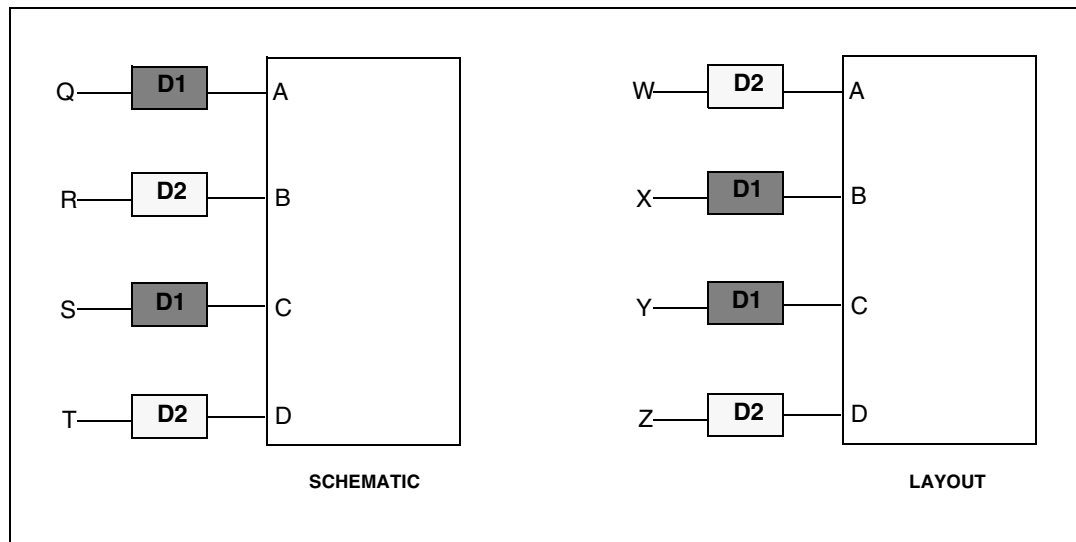 Q D1 A
R D2 B
S D1 C
T D2 D
SCHEMATIC
W D2 A
X D1 B
Y D1 C
Z D2 D
LAYOUT